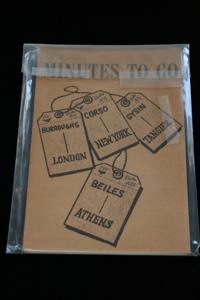 MINUTES TO GO
BURROUGHS
LONDON
CORSO
NEW YORK
GYSIN
TANGIER
BEILES
ATHENS